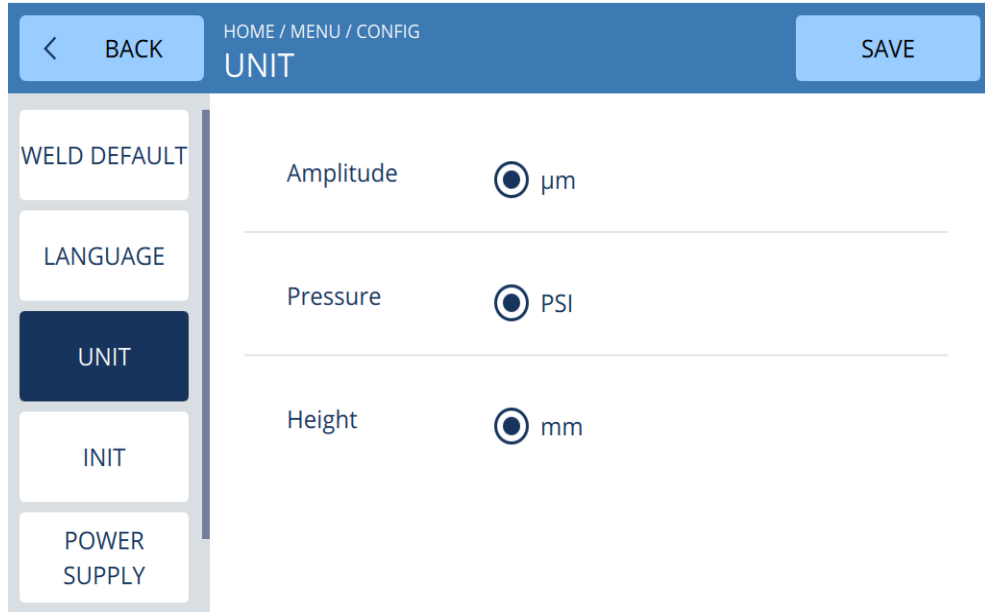 BACK
HOME / MENU / CONFIG
UNIT
SAVE
WELD DEFAULT
LANGUAGE
UNIT
INIT
POWER
SUPPLY
Amplitude µm
Pressure PSI
Height mm